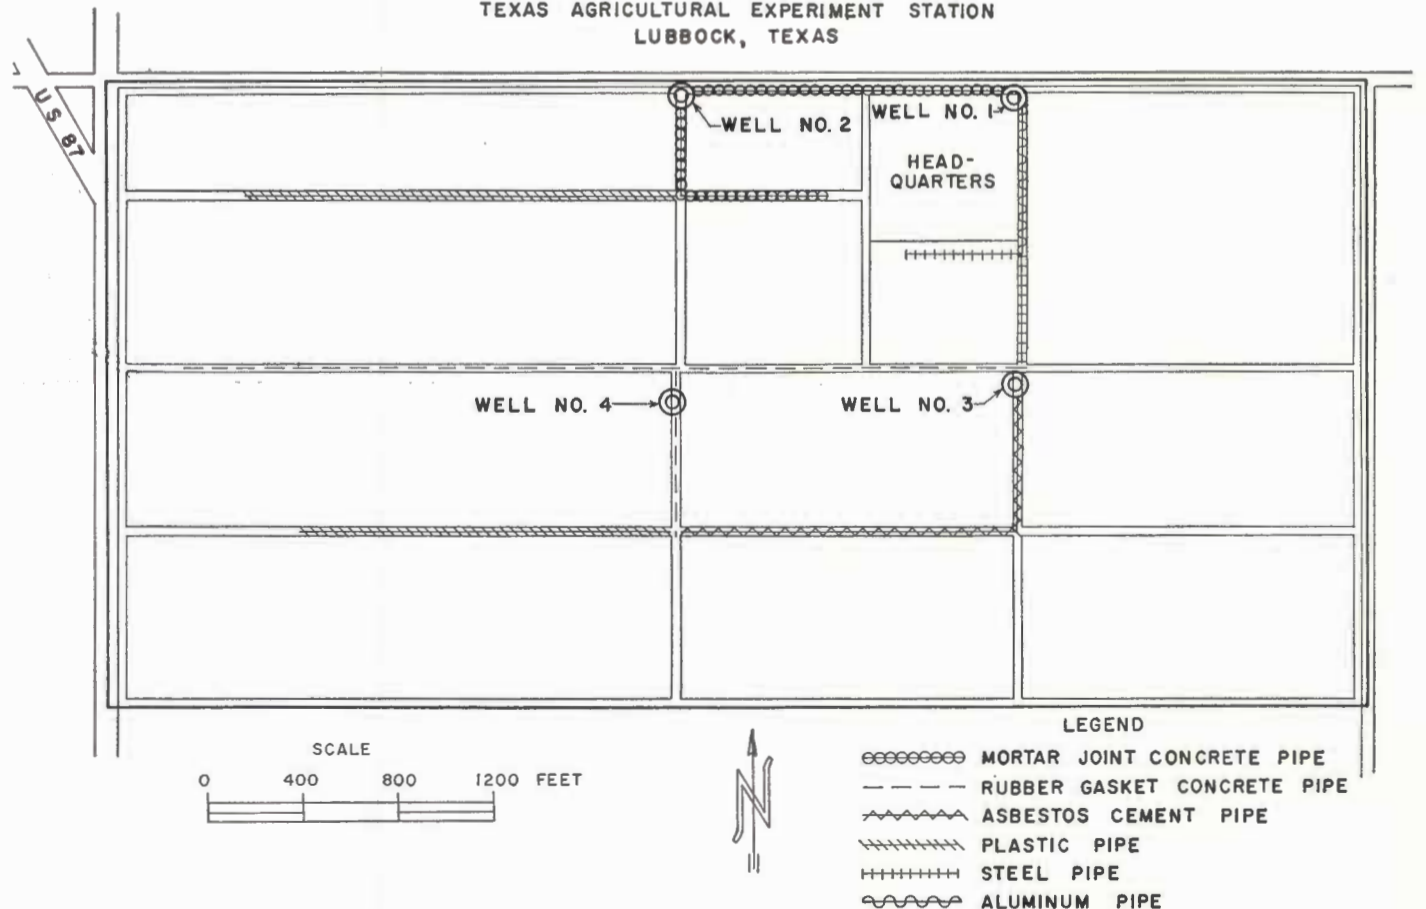 TEXAS AGRICULTURAL EXPERIMENT STATION
LUBBOCK, TEXAS
US 87
WELL NO. 2
WELL NO. 1
HEAD-
QUARTERS
WELL NO. 4
WELL NO. 3
SCALE
0 400 800 1200 FEET
N
LEGEND
MORTAR JOINT CONCRETE PIPE
RUBBER GASKET CONCRETE PIPE
ASBESTOS CEMENT PIPE
PLASTIC PIPE
STEEL PIPE
ALUMINUM PIPE